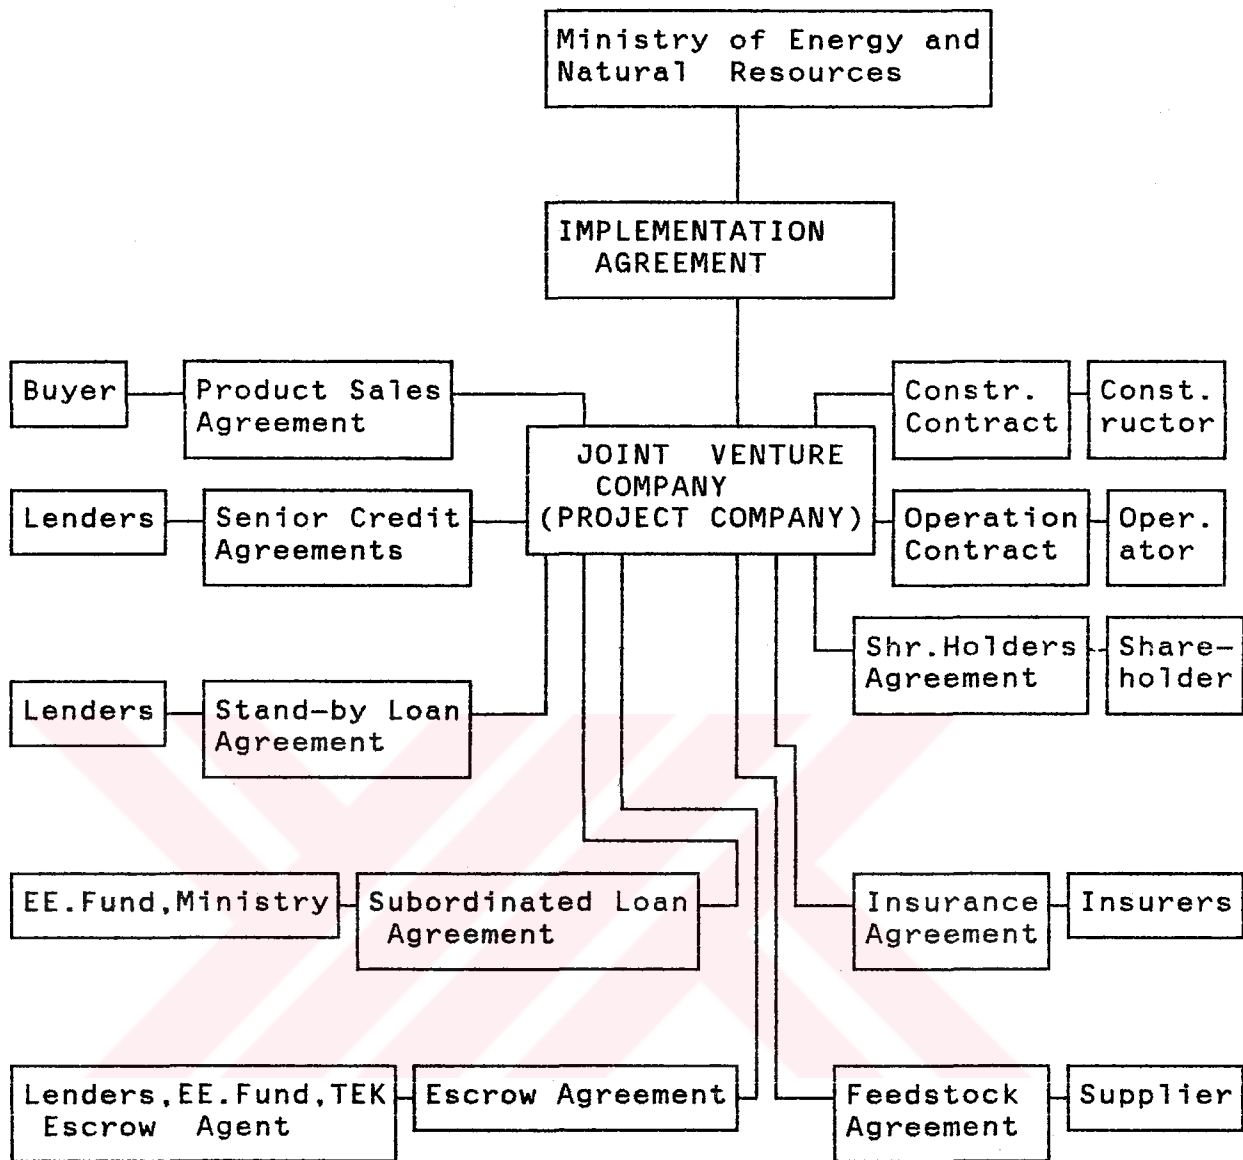 Ministry of Energy and
Natural Resources
IMPLEMENTATION
AGREEMENT
Buyer
Product Sales
Agreement
Constr.
Contract
Const.
ructor
JOINT VENTURE
COMPANY
(PROJECT COMPANY)
Lenders
Senior Credit
Agreements
Operation
Contract
Oper.
ator
Shr.Holders
Agreement
Share-
holder
Lenders
Stand-by Loan
Agreement
EE.Fund,Ministry
Subordinated Loan
Agreement
Insurance
Agreement
Insurers
Lenders,EE.Fund,TEK
Escrow Agent
Escrow Agreement
Feedstock
Agreement
Supplier